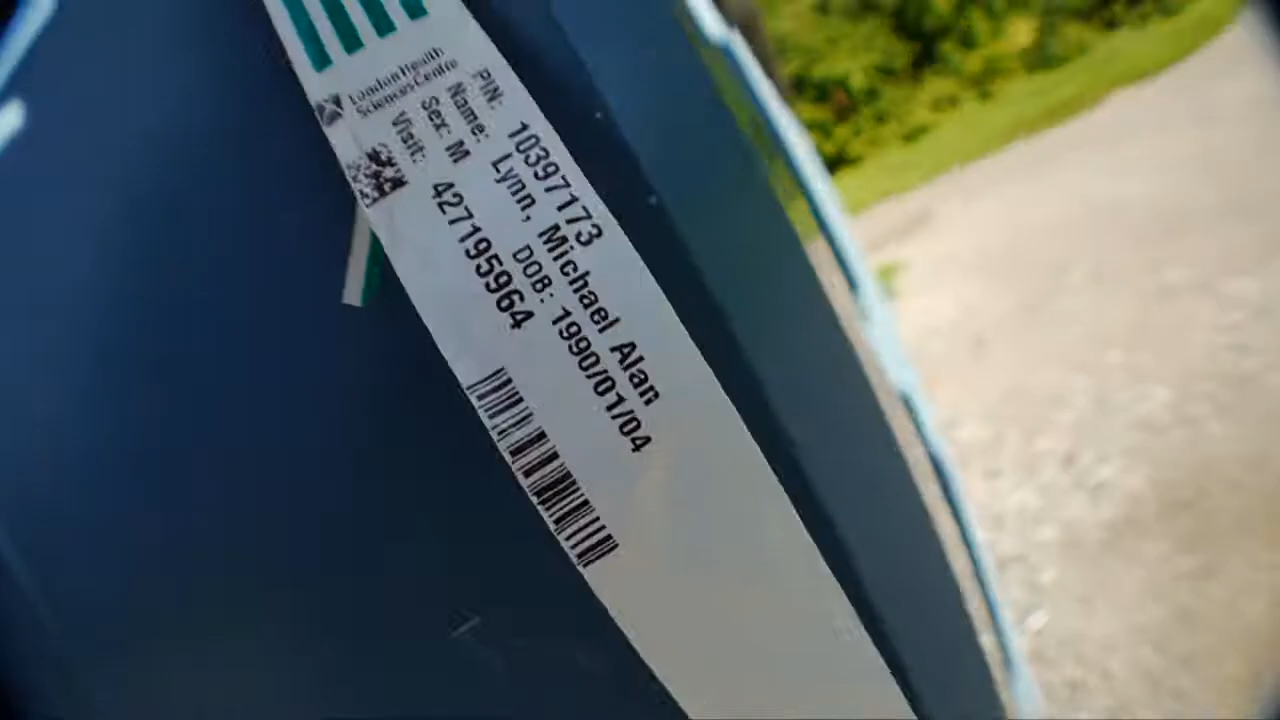 London Health
Sciences Centre
PIN: 10397173
Name: Lynn, Michael Alan
Sex: M DOB: 1990/01/04
Visit: 427195964